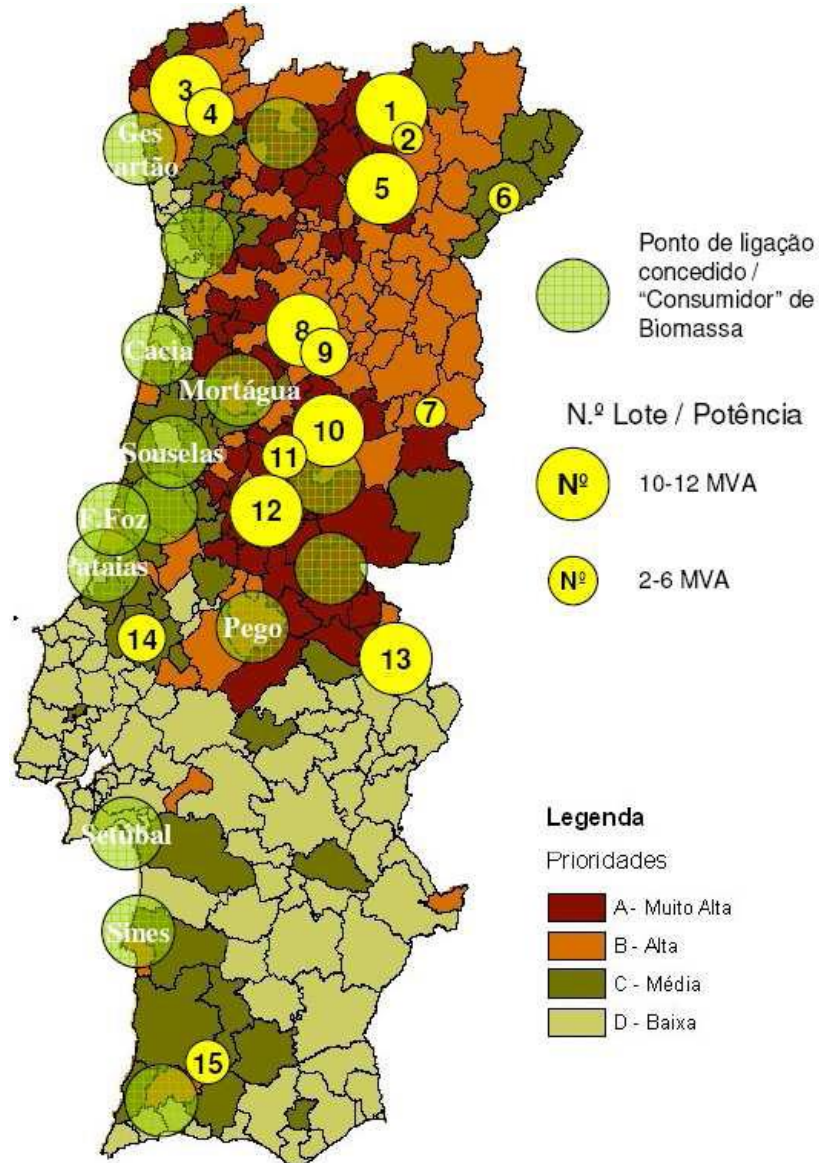 3
4
1
2
Ges
cartão
5
6
Ponto de ligação
concedido /
“Consumidor” de
Biomassa
8
9
Cacia
Mortágua
7
N.º Lote / Potência
10
11
Souselas
Nº
10-12 MVA
12
F.Foz
Pataias
Nº
2-6 MVA
Pego
14
13
Setúbal
Legenda
Prioridades
A - Muito Alta
B - Alta
C - Média
D - Baixa
Sines
15